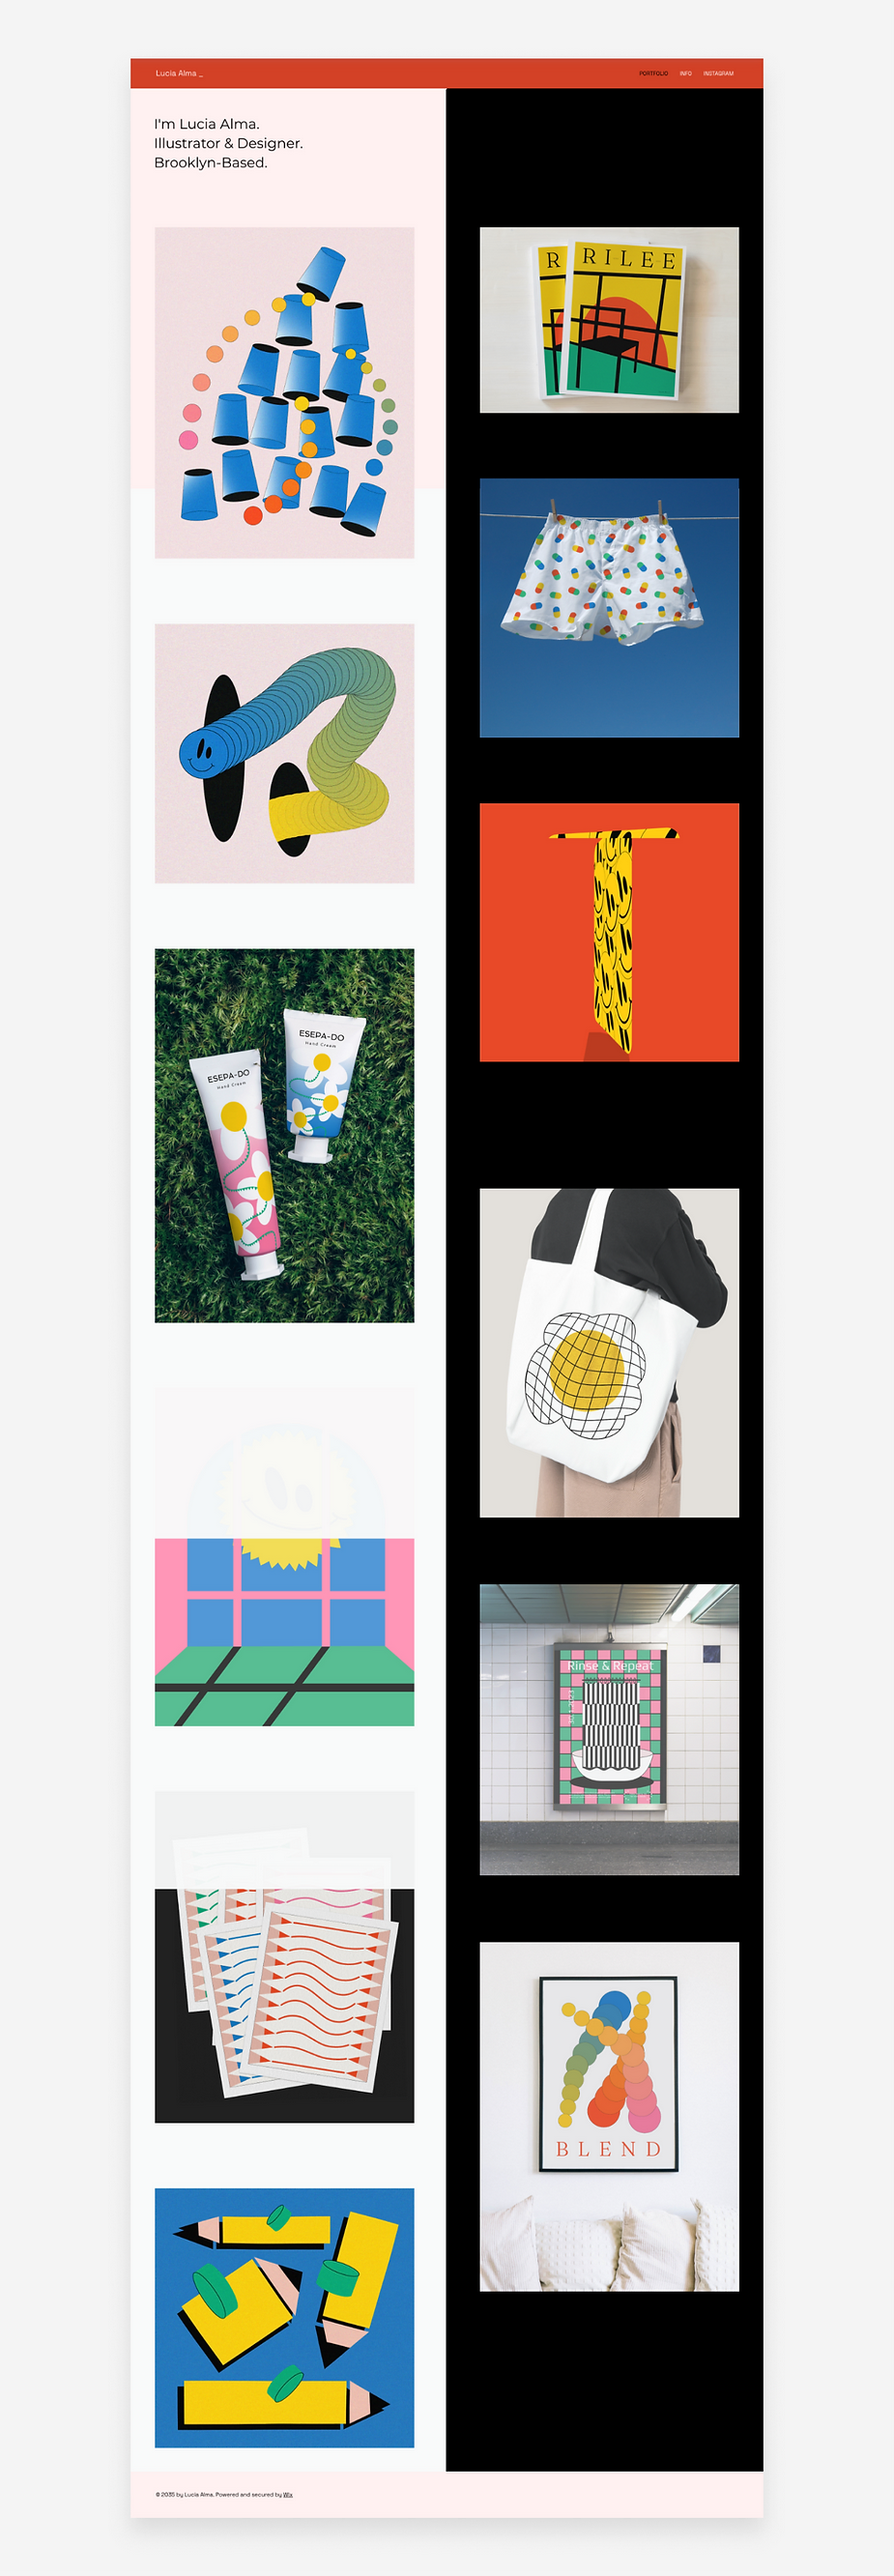 Lucia Alma _
PORTFOLIO INFO INSTAGRAM
I'm Lucia Alma.
Illustrator & Designer.
Brooklyn-Based.
R
RILEE
ESEPA-DO
Hand Cream
ESEPA-DO
Hand Cream
Rinse & Repeat
BLEND
© 2035 by Lucia Alma. Powered and secured by Wix